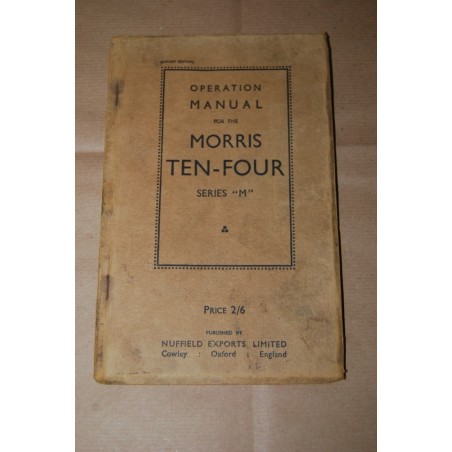 OPERATION
MANUAL
FOR THE
MORRIS
TEN-FOUR
SERIES "M"
PRICE 2/6
PUBLISHED BY
NUFFIELD EXPORTS LIMITED
Cowley : Oxford : England